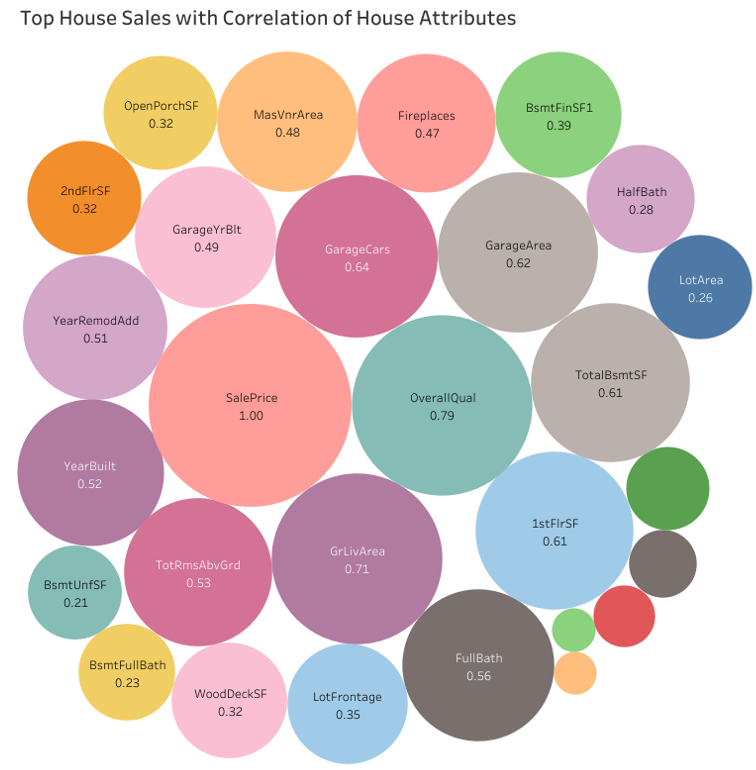 Top House Sales with Correlation of House Attributes
OpenPorchSF
0.32
MasVnrArea
0.48
Fireplaces
0.47
BsmtFinSF1
0.39
2ndFlrSF
0.32
GarageYrBlt
0.49
GarageCars
0.64
GarageArea
0.62
HalfBath
0.28
LotArea
0.26
YearRemodAdd
0.51
SalePrice
1.00
OverallQual
0.79
TotalBsmtSF
0.61
YearBuilt
0.52
TotRmsAbvGrd
0.53
GrLivArea
0.71
1stFlrSF
0.61
BsmtUnfSF
0.21
BsmtFullBath
0.23
WoodDeckSF
0.32
LotFrontage
0.35
FullBath
0.56